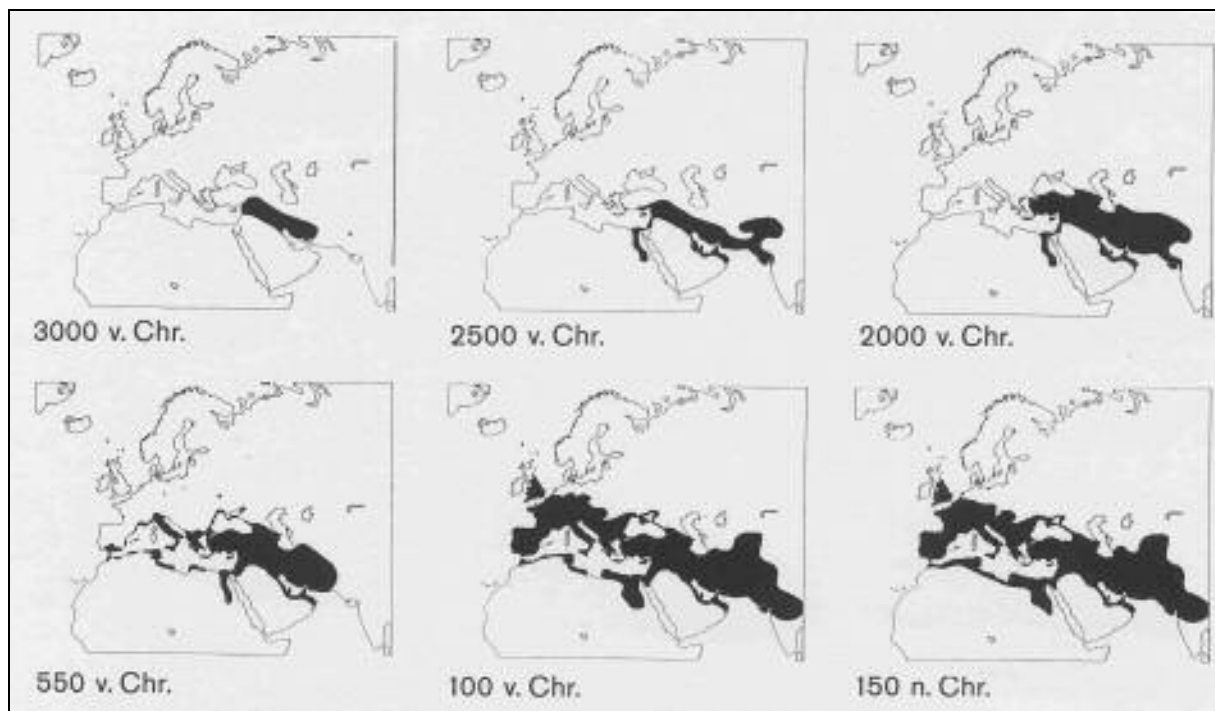 3000 v. Chr.
2500 v. Chr.
2000 v. Chr.
550 v. Chr.
100 v. Chr.
150 n. Chr.